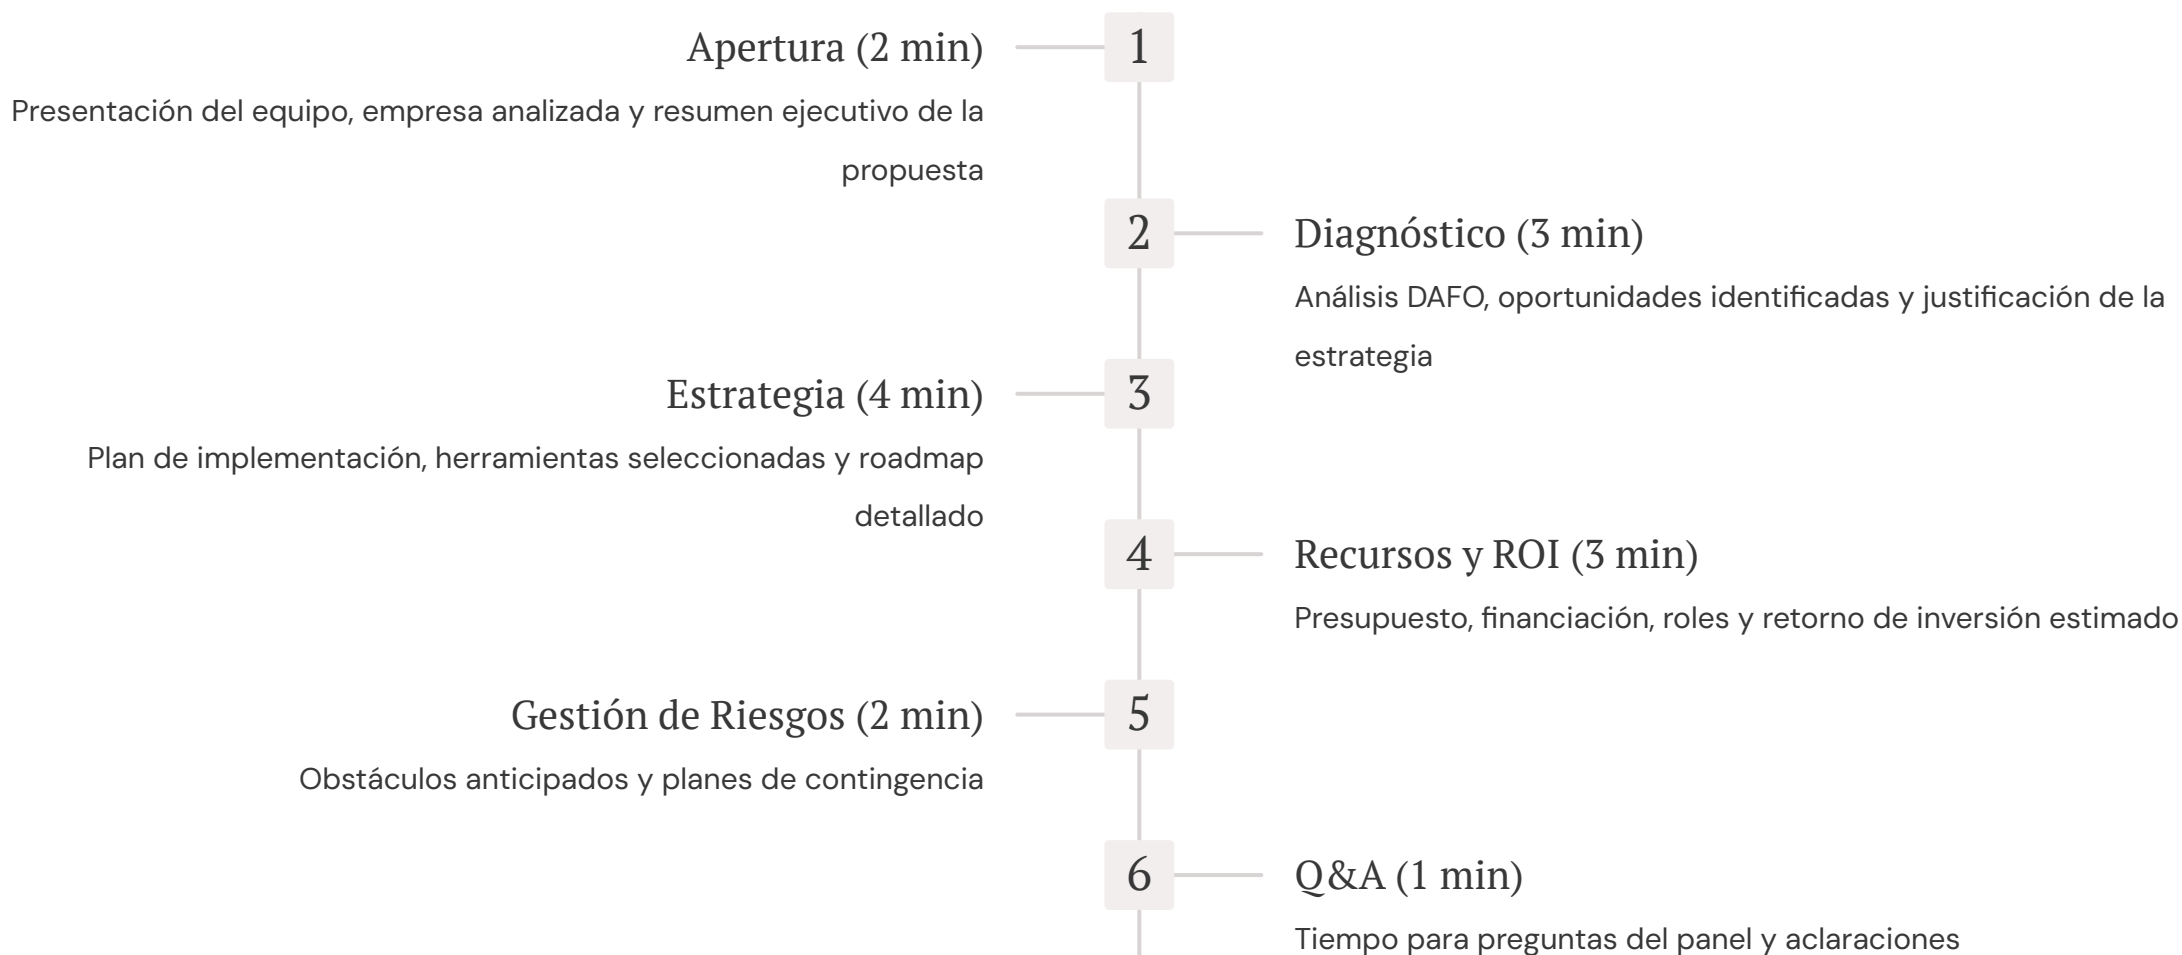 Apertura (2 min)
1
Presentación del equipo, empresa analizada y resumen ejecutivo de la
propuesta
2
Diagnóstico (3 min)
Análisis DAFO, oportunidades identificadas y justificación de la
estrategia
Estrategia (4 min)
3
Plan de implementación, herramientas seleccionadas y roadmap
detallado
4
Recursos y ROI (3 min)
Presupuesto, financiación, roles y retorno de inversión estimado
Gestión de Riesgos (2 min)
5
Obstáculos anticipados y planes de contingencia
6
Q&A (1 min)
Tiempo para preguntas del panel y aclaraciones